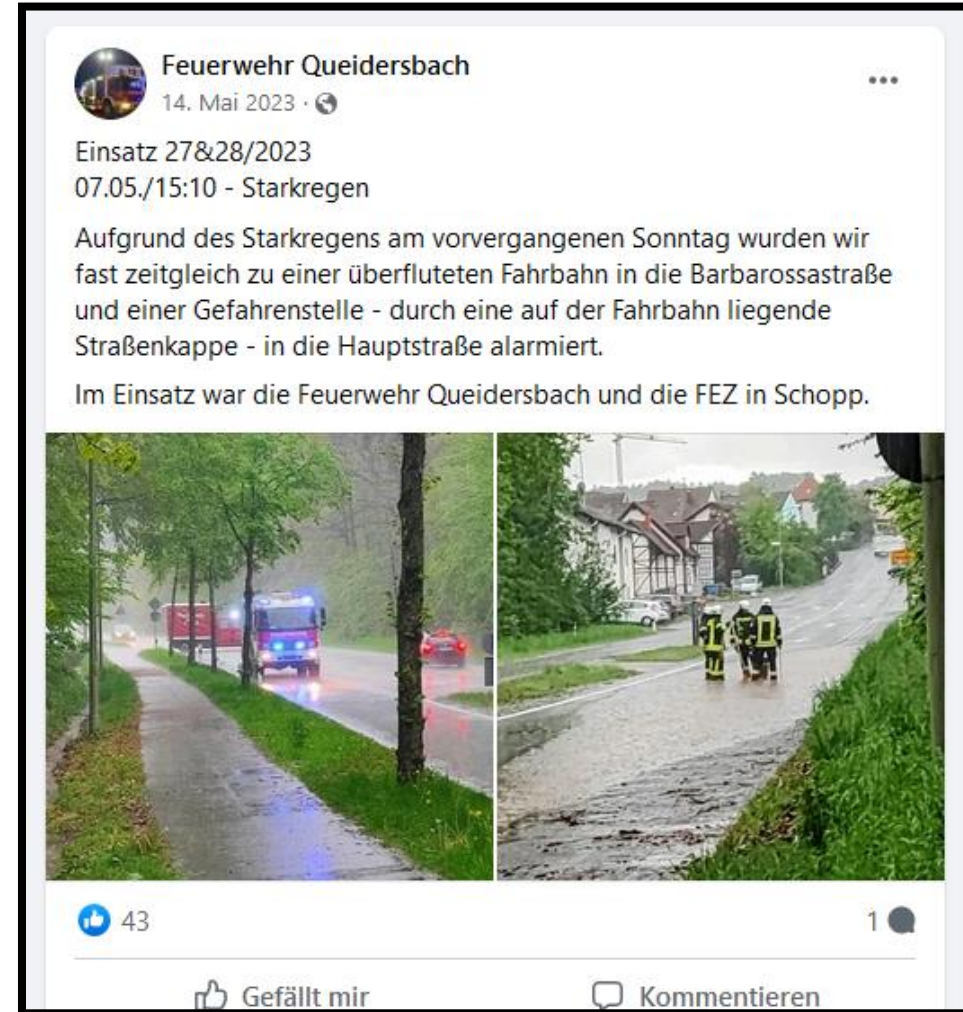 Feuerwehr Queidersbach
14. Mai 2023 ·
Einsatz 27&28/2023
07.05./15:10 - Starkregen
Aufgrund des Starkregens am vorvergangenen Sonntag wurden wir
fast zeitgleich zu einer überfluteten Fahrbahn in die Barbarossastraße
und einer Gefahrenstelle - durch eine auf der Fahrbahn liegende
Straßenkappe - in die Hauptstraße alarmiert.
Im Einsatz war die Feuerwehr Queidersbach und die FEZ in Schopp.
43
1
Gefällt mir
Kommentieren